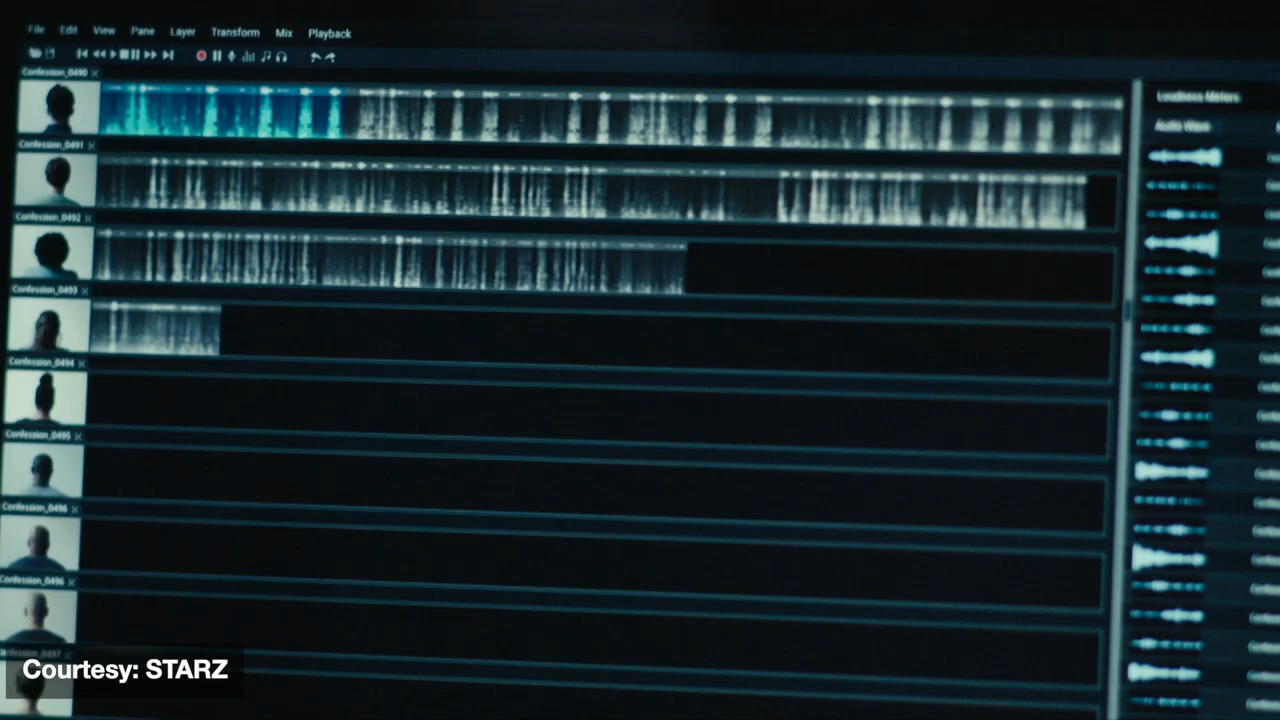 File Edit View Pane Layer Transform Mix Playback
Confession_0490 x
Confession_0491 x
Confession_0492 x
Confession_0493 x
Confession_0494 x
Confession_0495 x
Confession_0496 x
Confession_0496 x
Confession_0497 x
Loudness Meters
Audio Wave
Courtesy: STARZ